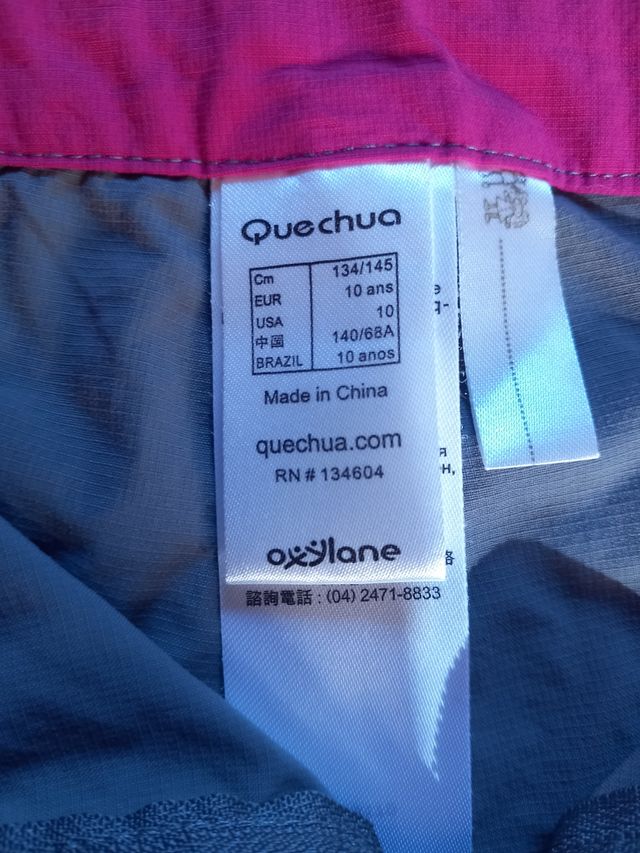 Quechua
Cm 134/145
EUR 10 ans
USA 10
中国 140/68A
BRAZIL 10 anos
Made in China
quechua.com
RN # 134604
oxylane
諮詢電話 : (04) 2471-8833